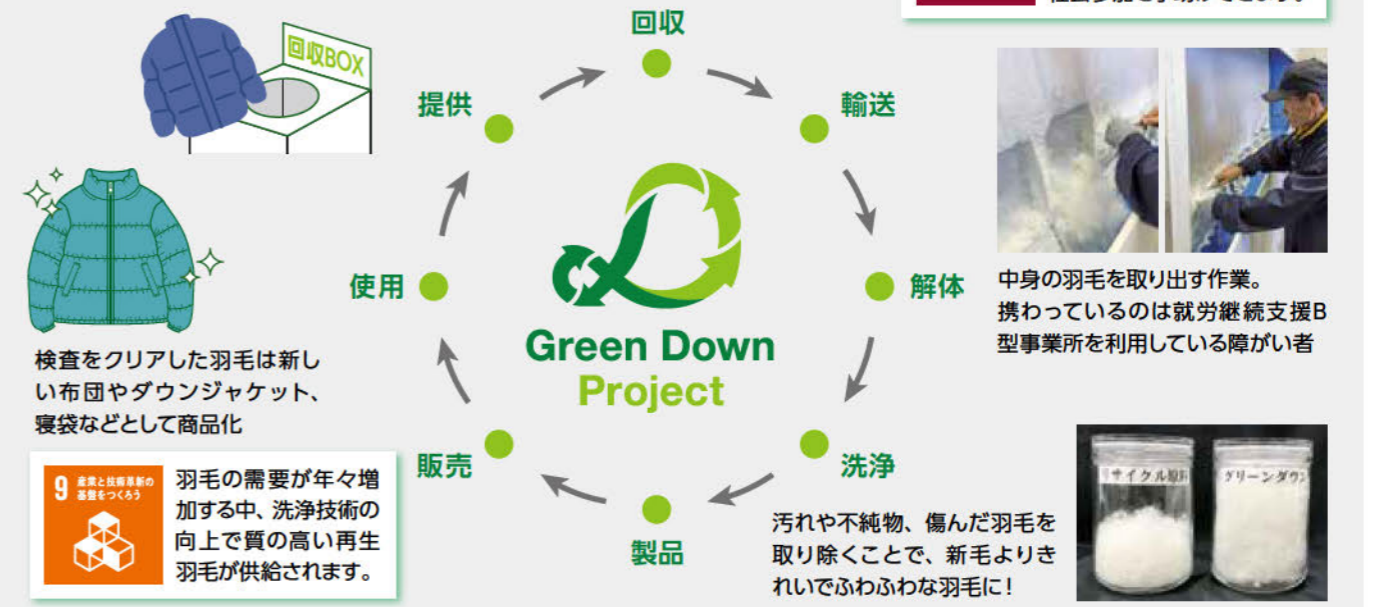 回収
回収BOX
提供
輸送
使用
解体
中身の羽毛を取り出す作業。
携わっているのは就労継続支援B
型事業所を利用している障がい者
Green Down
Project
検査をクリアした羽毛は新し
い布団やダウンジャケット、
寝袋などとして商品化
販売
洗浄
9 産業と技術革新の
基盤をつくろう
羽毛の需要が年々増
加する中、洗浄技術の
向上で質の高い再生
羽毛が供給されます。
製品
汚れや不純物、傷んだ羽毛を
取り除くことで、新毛よりき
れいでふわふわな羽毛に!
サイクル原料
グリーンダウン